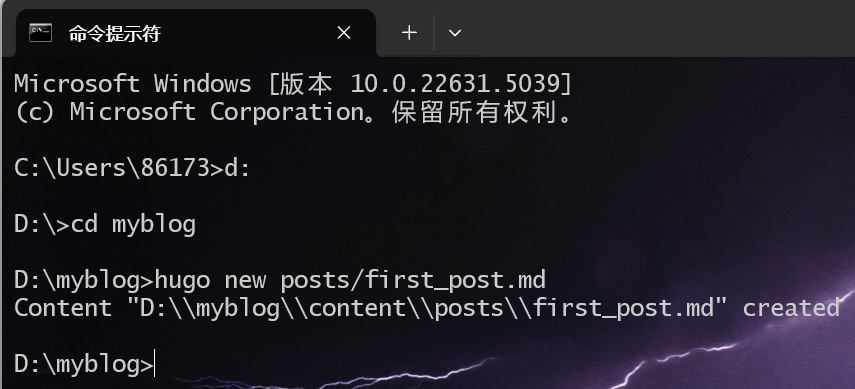 命令提示符
Microsoft Windows [版本 10.0.22631.5039]
(c) Microsoft Corporation。保留所有权利。
C:\Users\86173>d:
D:\>cd myblog
D:\myblog>hugo new posts/first_post.md
Content "D:\\myblog\\content\\posts\\first_post.md" created
D:\myblog>